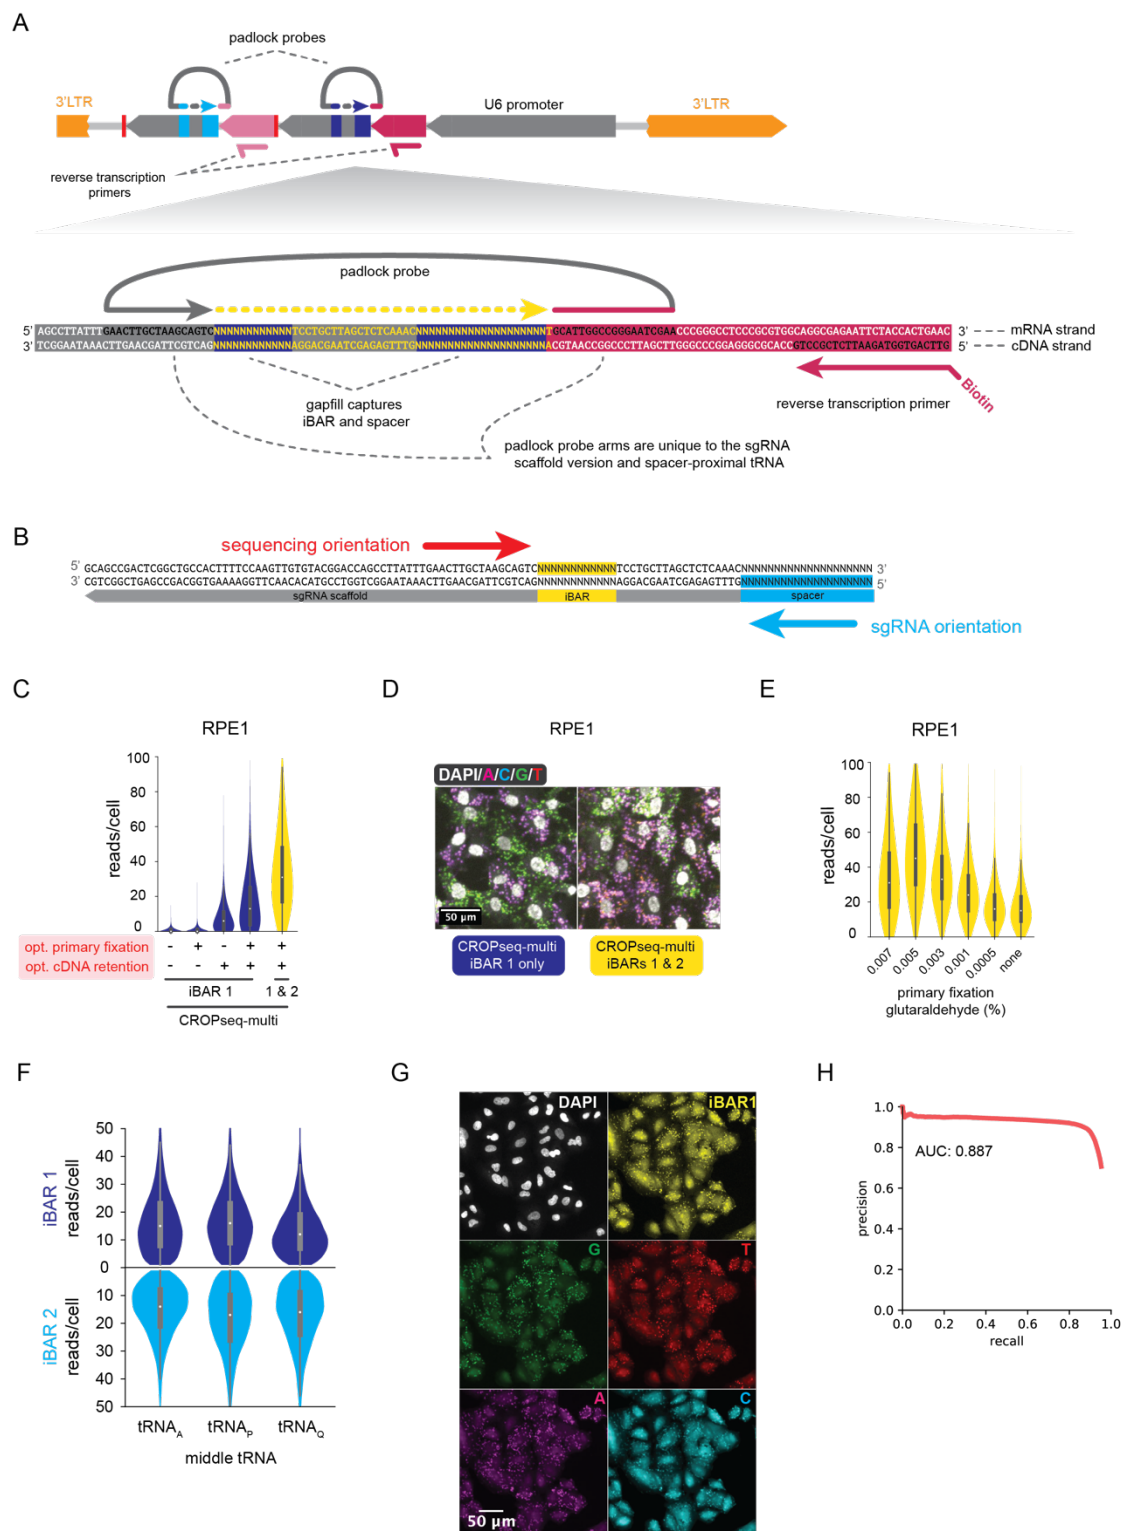 A
padlock probes
3'LTR
U6 promoter
3'LTR
reverse transcription
primers
padlock probe
5' AGCCTTATTTGAACTTGCTAAGCAGTCNNNNNNNNNNNNTCCTGCTTAGCTCTCAAACNNNNNNNNNNNNNNNNNNNNTGCATTGGCCGGGAATCGAACCCGGGCCTCCCGCGTGGCAGGCGAGAATTCTACCACTGAAC 3' mRNA strand
3' TCGGAATAAACTTGAACGATTCGTCAGNNNNNNNNNNNNAGGACGAATCGAGAGTTTGNNNNNNNNNNNNNNNNNNNNACGTAACCGGCCCTTAGCTTGGGCCCGGAGGGCGCACCGTCCGCTCTTAAGATGGTGACTTG 5' cDNA strand
gapfill captures
iBAR and spacer
reverse transcription primer
Biotin
padlock probe arms are unique to the sgRNA
scaffold version and spacer-proximal tRNA
B
sequencing orientation
5' GCAGCCGACTCGGCTGCCACTTTTCCAAGTTGTGTACGGACCAGCCTTATTTGAACTTGCTAAGCAGTCNNNNNNNNNNNNTCCTGCTTAGCTCTCAAACNNNNNNNNNNNNNNNNNNNN 3'
3' CGTCGGCTGAGCCGACGGTGAAAAGGTTCAACACATGCCTGGTCGGAATAAACTTGAACGATTCGTCAGNNNNNNNNNNNNAGGACGAATCGAGAGTTTGNNNNNNNNNNNNNNNNNNNN 5'
sgRNA scaffold
iBAR
spacer
sgRNA orientation
C
RPE1
reads/cell
100
80
60
40
20
0
opt. primary fixation - + - + +
opt. cDNA retention - - + + +
iBAR 1
1 & 2
CROPseq-multi
D
RPE1
DAPI/A/C/G/T
50 µm
CROPseq-multi
iBAR 1 only
CROPseq-multi
iBARs 1 & 2
E
RPE1
reads/cell
100
80
60
40
20
0
0.007
0.005
0.003
0.001
0.0005
none
primary fixation
glutaraldehyde (%)
F
iBAR 1
reads/cell
50
40
30
20
10
0
iBAR 2
reads/cell
10
20
30
40
50
tRNA_A
tRNA_P
tRNA_Q
middle tRNA
G
DAPI
iBAR1
G
T
A
C
50 µm
H
precision
1.0
0.8
0.6
0.4
0.2
0.0
AUC: 0.887
0.0
0.2
0.4
0.6
0.8
1.0
recall